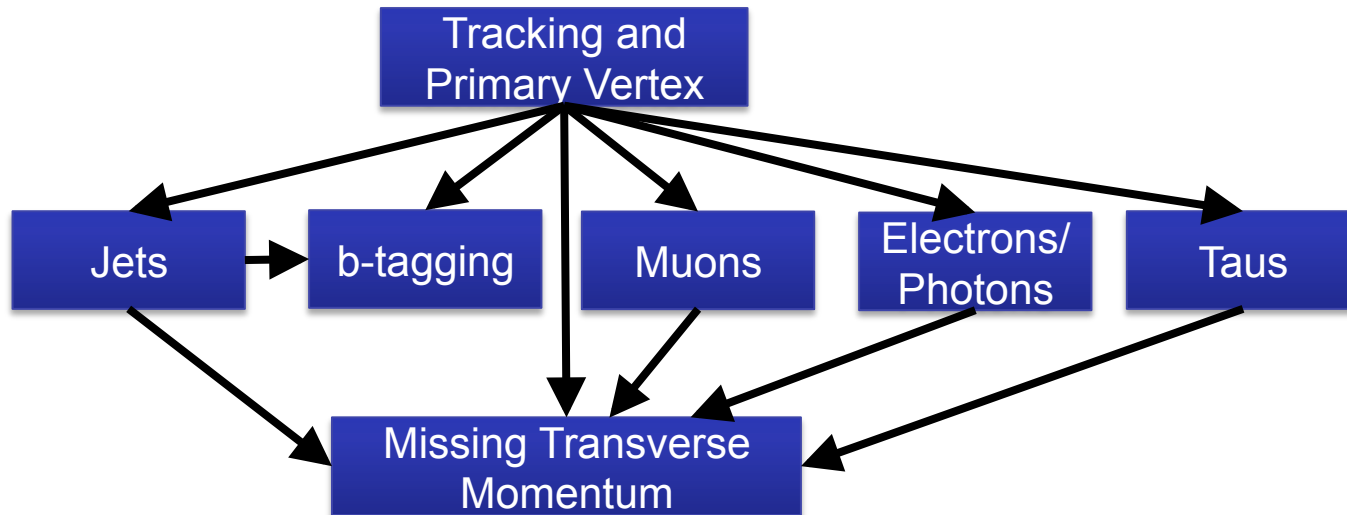 Tracking and
Primary Vertex
Jets
b-tagging
Muons
Electrons/
Photons
Taus
Missing Transverse
Momentum